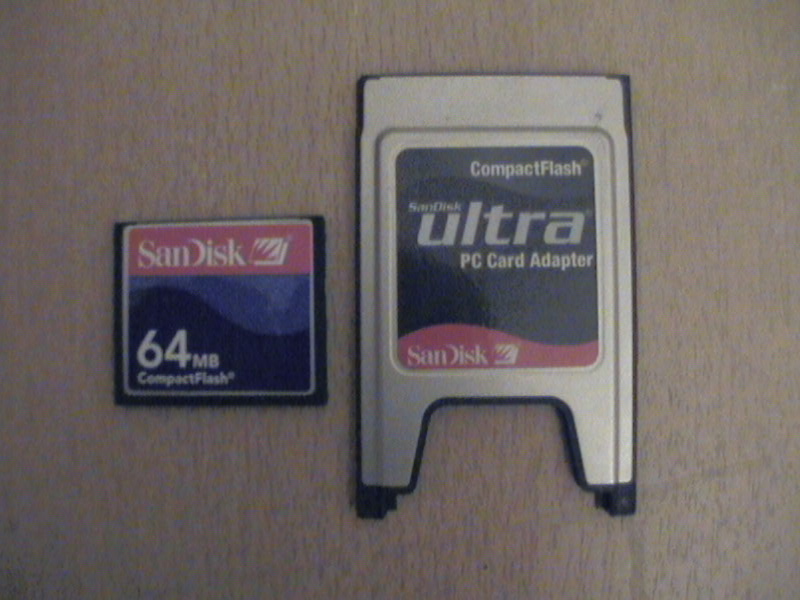 SanDisk
64MB
CompactFlash®
CompactFlash®
SanDisk
ultra
PC Card Adapter
SanDisk